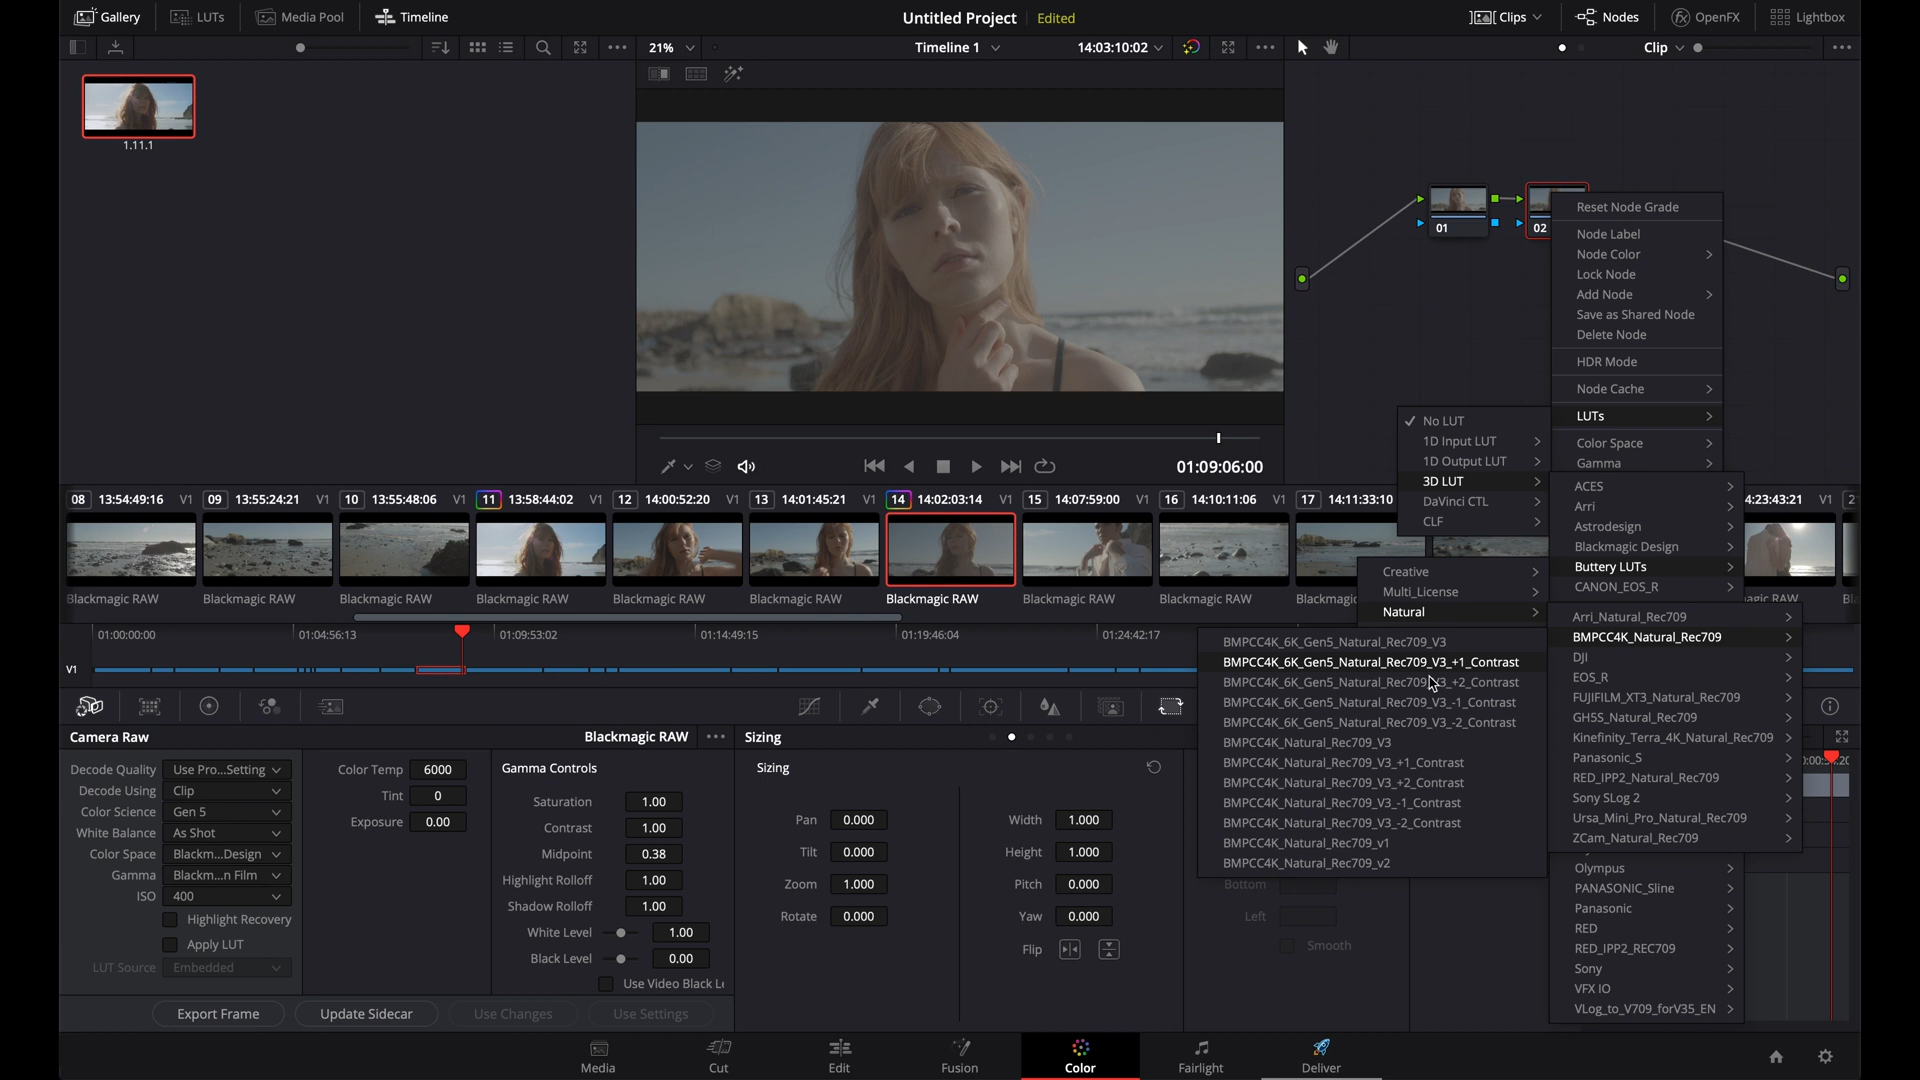 Gallery LUTs Media Pool Timeline Untitled Project Edited Clips Nodes OpenFX Lightbox
21% Timeline 1 14:03:10:02 Clip
1.11.1
01
02
Reset Node Grade
Node Label
Node Color
Lock Node
Add Node
Save as Shared Node
Delete Node
HDR Mode
Node Cache
LUTs
Color Space
Gamma
No LUT
1D Input LUT
1D Output LUT
3D LUT
DaVinci CTL
CLF
01:09:06:00
08 13:54:49:16 V1 09 13:55:24:21 V1 10 13:55:48:06 V1 11 13:58:44:02 V1 12 14:00:52:20 V1 13 14:01:45:21 V1 14 14:02:03:14 V1 15 14:07:59:00 V1 16 14:10:11:06 V1 17 14:11:33:10 4:23:43:21 V1 2
Blackmagic RAW Blackmagic RAW Blackmagic RAW Blackmagic RAW Blackmagic RAW Blackmagic RAW Blackmagic RAW Blackmagic RAW Blackmagic RAW Blackmagic
ACES
Arri
Astrodesign
Blackmagic Design
Buttery LUTs
CANON_EOS_R
Creative
Multi_License
Natural
Arri_Natural_Rec709
BMPCC4K_Natural_Rec709
DJI
EOS_R
FUJIFILM_XT3_Natural_Rec709
GH5S_Natural_Rec709
Kinefinity_Terra_4K_Natural_Rec709
Panasonic_S
RED_IPP2_Natural_Rec709
Sony SLog 2
Ursa_Mini_Pro_Natural_Rec709
ZCam_Natural_Rec709
Olympus
PANASONIC_Sline
Panasonic
RED
RED_IPP2_REC709
Sony
VFX IO
VLog_to_V709_forV35_EN
BMPCC4K_6K_Gen5_Natural_Rec709_V3
BMPCC4K_6K_Gen5_Natural_Rec709_V3_+1_Contrast
BMPCC4K_6K_Gen5_Natural_Rec709_V3_+2_Contrast
BMPCC4K_6K_Gen5_Natural_Rec709_V3_-1_Contrast
BMPCC4K_6K_Gen5_Natural_Rec709_V3_-2_Contrast
BMPCC4K_Natural_Rec709_V3
BMPCC4K_Natural_Rec709_V3_+1_Contrast
BMPCC4K_Natural_Rec709_V3_+2_Contrast
BMPCC4K_Natural_Rec709_V3_-1_Contrast
BMPCC4K_Natural_Rec709_V3_-2_Contrast
BMPCC4K_Natural_Rec709_v1
BMPCC4K_Natural_Rec709_v2
01:00:00:00 01:04:56:13 01:09:53:02 01:14:49:15 01:19:46:04 01:24:42:17
V1
Camera Raw Blackmagic RAW Sizing
Decode Quality Use Pro...Setting
Decode Using Clip
Color Science Gen 5
White Balance As Shot
Color Space Blackm...Design
Gamma Blackm...n Film
ISO 400
Highlight Recovery
Apply LUT
LUT Source Embedded
Color Temp 6000
Tint 0
Exposure 0.00
Gamma Controls
Saturation 1.00
Contrast 1.00
Midpoint 0.38
Highlight Rolloff 1.00
Shadow Rolloff 1.00
White Level 1.00
Black Level 0.00
Use Video Black Le
Sizing
Pan 0.000
Tilt 0.000
Zoom 1.000
Rotate 0.000
Width 1.000
Height 1.000
Pitch 0.000
Yaw 0.000
Flip
Bottom
Left
Smooth
Export Frame Update Sidecar Use Changes Use Settings
Media Cut Edit Fusion Color Fairlight Deliver